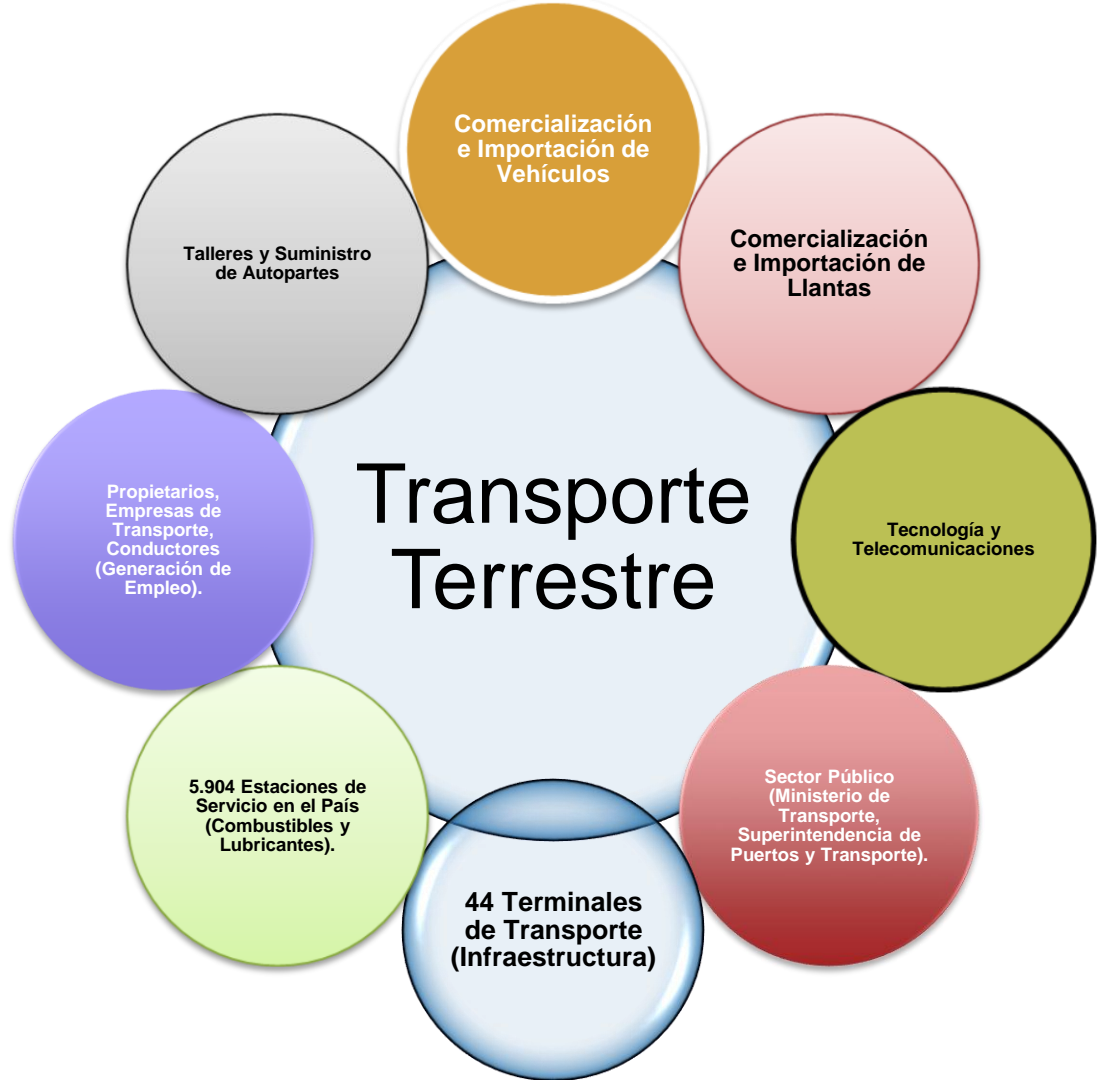 Comercialización
e Importación de
Vehículos
Comercialización
e Importación de
Llantas
Talleres y Suministro
de Autopartes
Transporte
Terrestre
Propietarios,
Empresas de
Transporte,
Conductores
(Generación de
Empleo).
Tecnología y
Telecomunicaciones
5.904 Estaciones de
Servicio en el País
(Combustibles y
Lubricantes).
Sector Público
(Ministerio de
Transporte,
Superintendencia de
Puertos y Transporte).
44 Terminales
de Transporte
(Infraestructura)